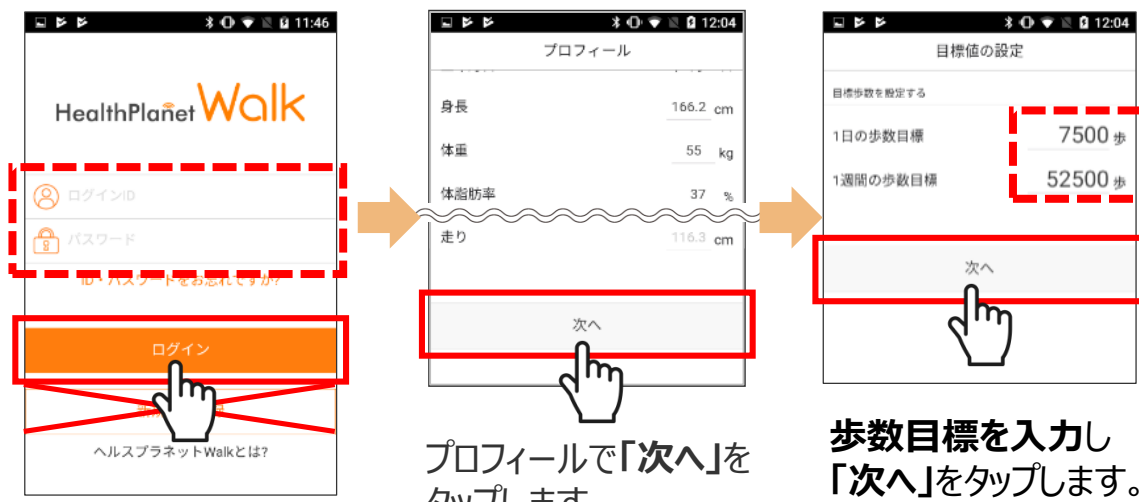 11:46
HealthPlanet Walk
ログインID
パスワード
ID・パスワードをお忘れですか?
ログイン
ヘルスプラネットWalkとは?
12:04
プロフィール
身長 166.2 cm
体重 55 kg
体脂肪率 37 %
走り 116.3 cm
次へ
プロフィールで「次へ」を
タップします
12:04
目標値の設定
目標歩数を設定する
1日の歩数目標 7500 歩
1週間の歩数目標 52500 歩
次へ
歩数目標を入力し
「次へ」をタップします。